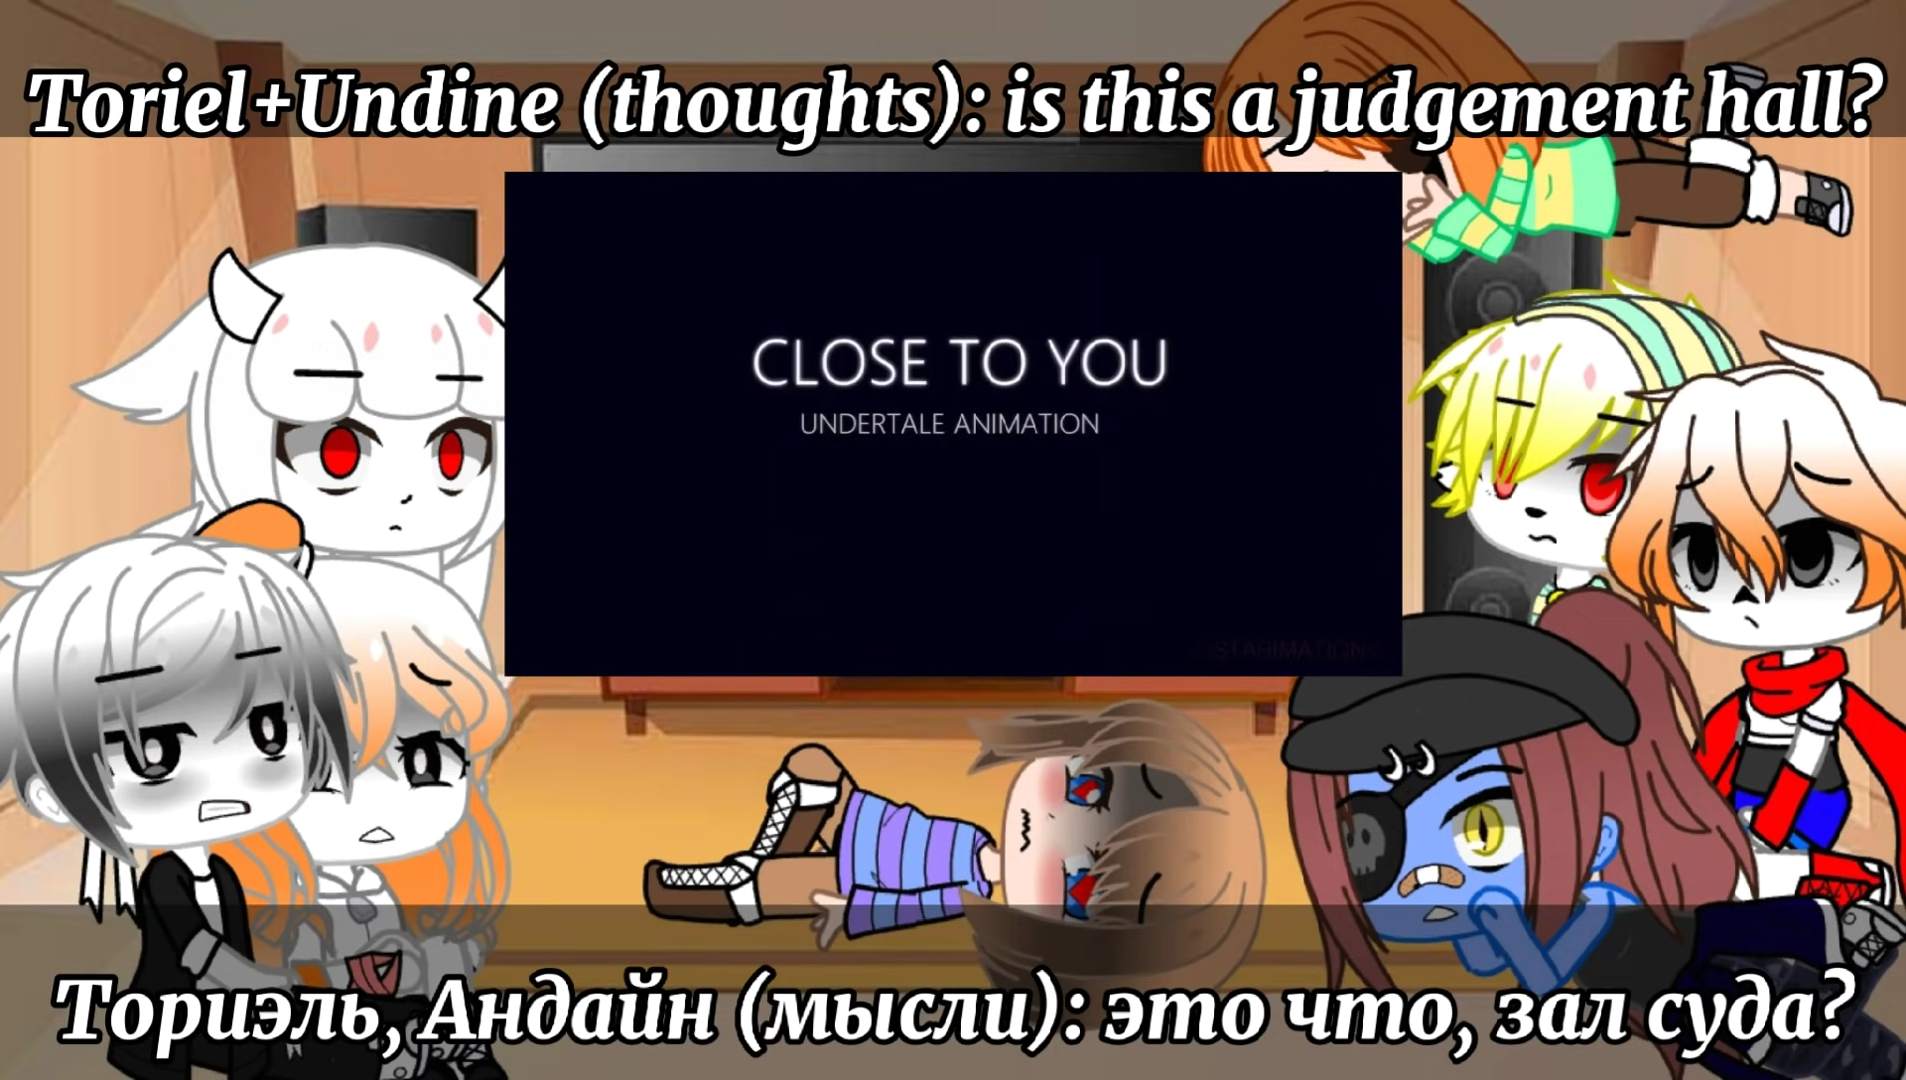 Toriel+Undine (thoughts): is this a judgement hall?
CLOSE TO YOU
UNDERTALE ANIMATION
STARIMATION
Ториэль, Андайн (мысли): это что, зал суда?